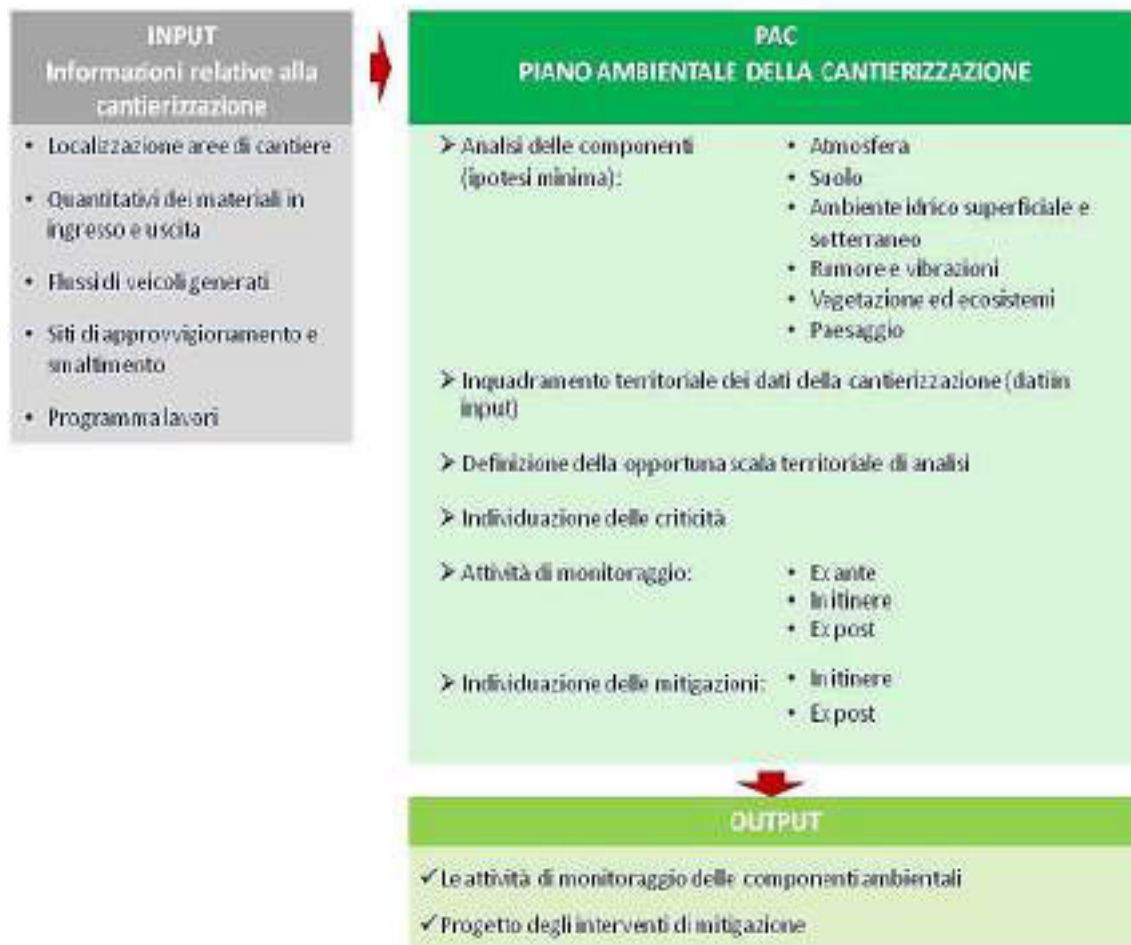 INPUT
Informazioni relative alla
cantierizzazione
• Localizzazione aree di cantiere
• Quantitativi dei materiali in
ingresso e uscita
• Flussi di veicoli generati
• Siti di approvvigionamento e
smaltimento
• Programma lavori
PAC
PIANO AMBIENTALE DELLA CANTIERIZZAZIONE
➢ Analisi delle componenti
(ipotesi minima):
• Atmosfera
• Suolo
• Ambiente idrico superficiale e
sotterraneo
• Rumore e vibrazioni
• Vegetazione ed ecosistemi
• Paesaggio
➢ Inquadramento territoriale dei dati della cantierizzazione (dati in
input)
➢ Definizione della opportuna scala territoriale di analisi
➢ Individuazione delle criticità
➢ Attività di monitoraggio:
• Ex ante
• In itinere
• Ex post
➢ Individuazione delle mitigazioni:
• In itinere
• Ex post
OUTPUT
✓ Le attività di monitoraggio delle componenti ambientali
✓ Progetto degli interventi di mitigazione